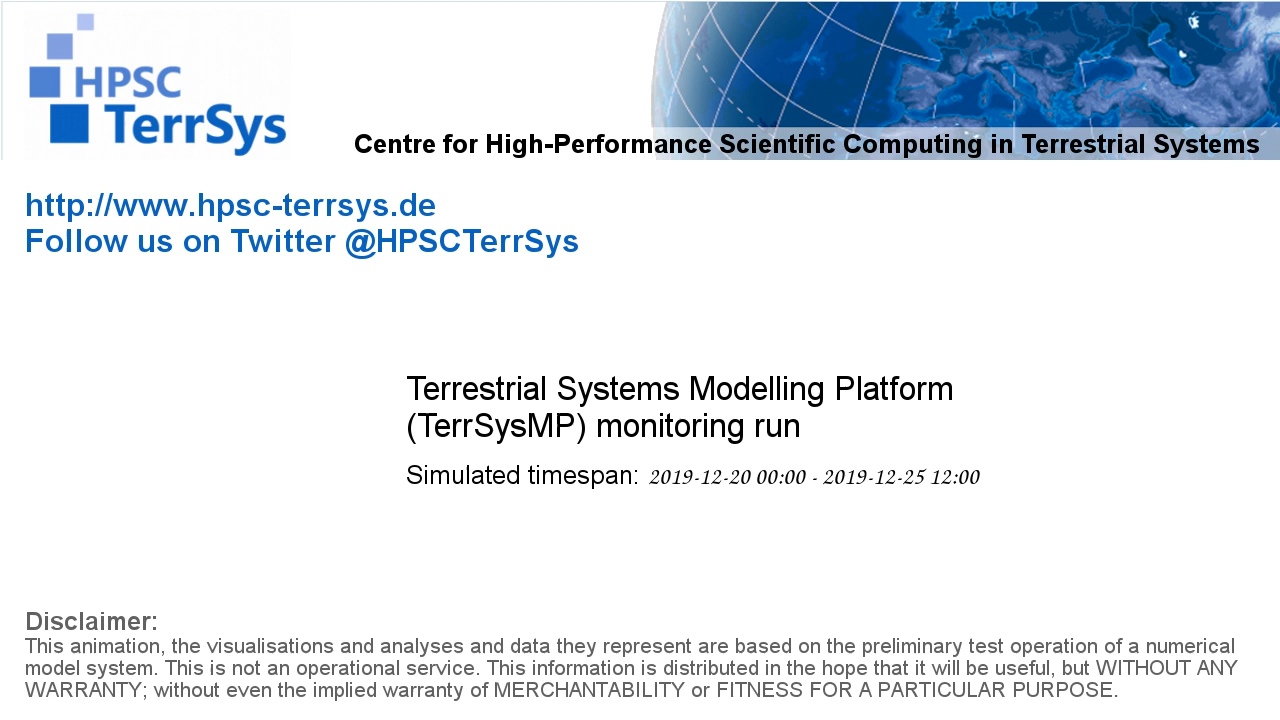 HPSC
TerrSys
Centre for High-Performance Scientific Computing in Terrestrial Systems
http://www.hpsc-terrsys.de
Follow us on Twitter @HPSCTerrSys
Terrestrial Systems Modelling Platform
(TerrSysMP) monitoring run
Simulated timespan: 2019-12-20 00:00 - 2019-12-25 12:00
Disclaimer:
This animation, the visualisations and analyses and data they represent are based on the preliminary test operation of a numerical
model system. This is not an operational service. This information is distributed in the hope that it will be useful, but WITHOUT ANY
WARRANTY; without even the implied warranty of MERCHANTABILITY or FITNESS FOR A PARTICULAR PURPOSE.